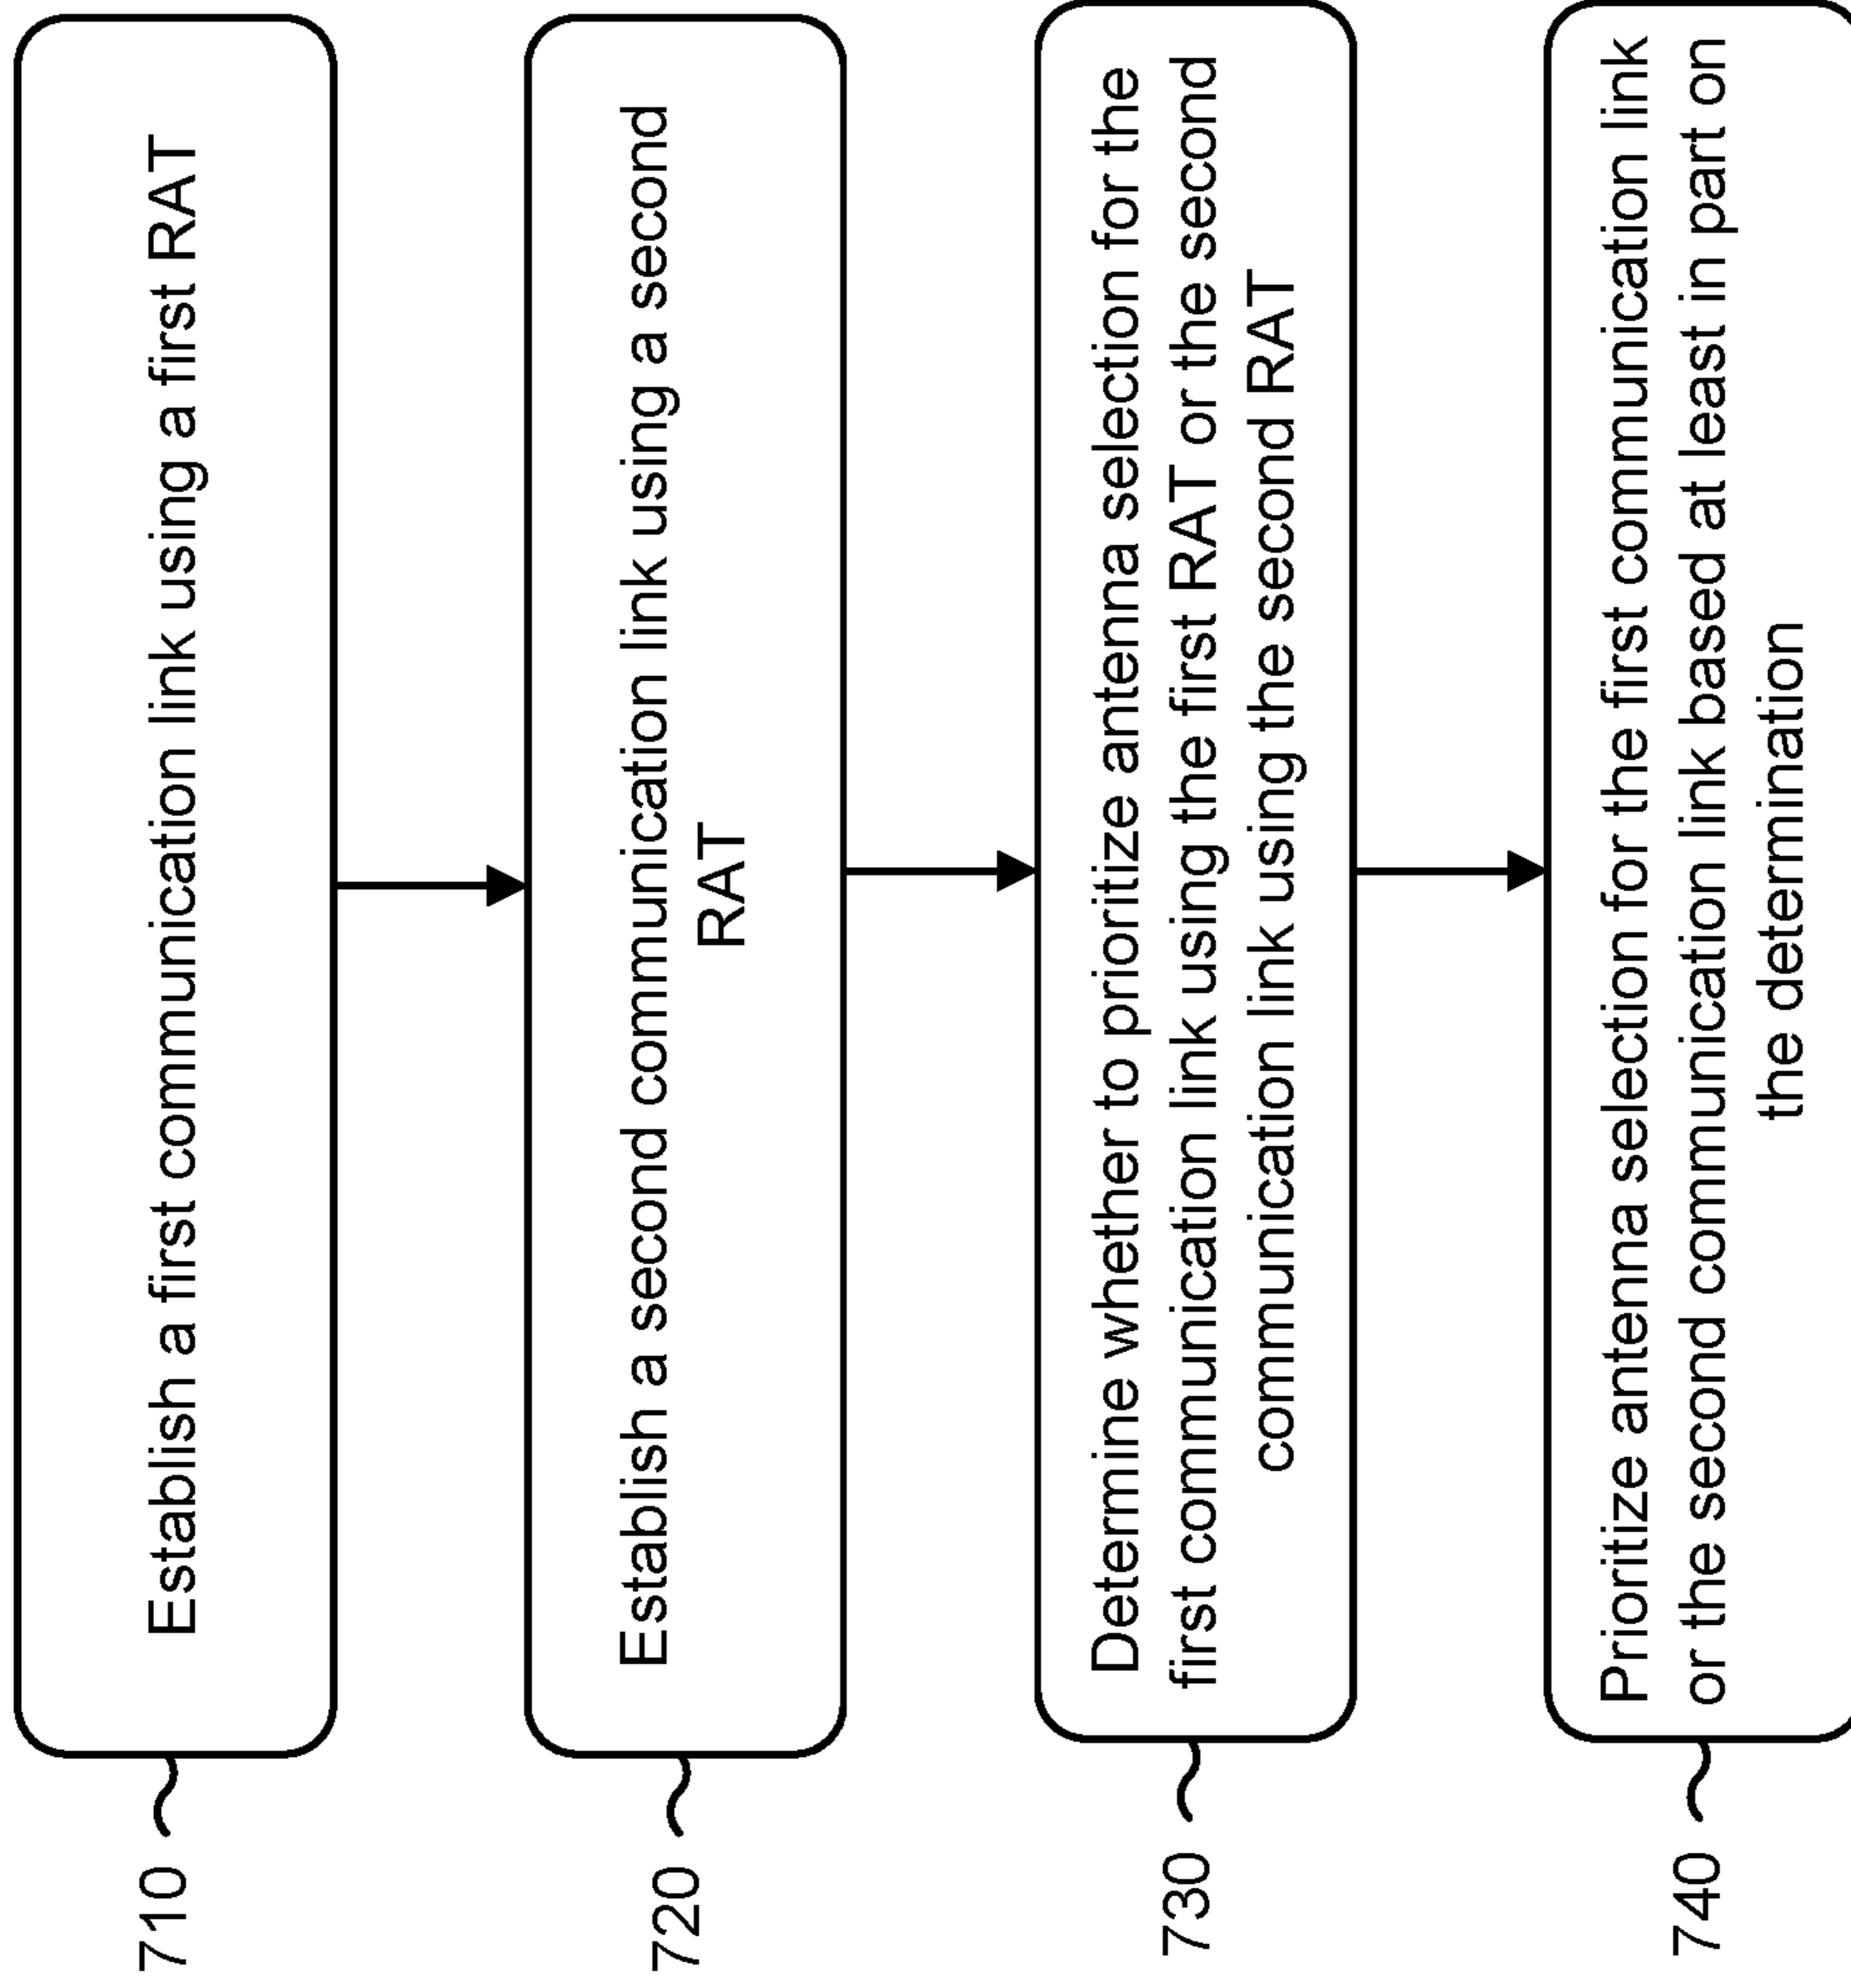 710
Establish a first communication link using a first RAT
720
Establish a second communication link using a second
RAT
730
Determine whether to prioritize antenna selection for the
first communication link using the first RAT or the second
communication link using the second RAT
740
Prioritize antenna selection for the first communication link
or the second communication link based at least in part on
the determination